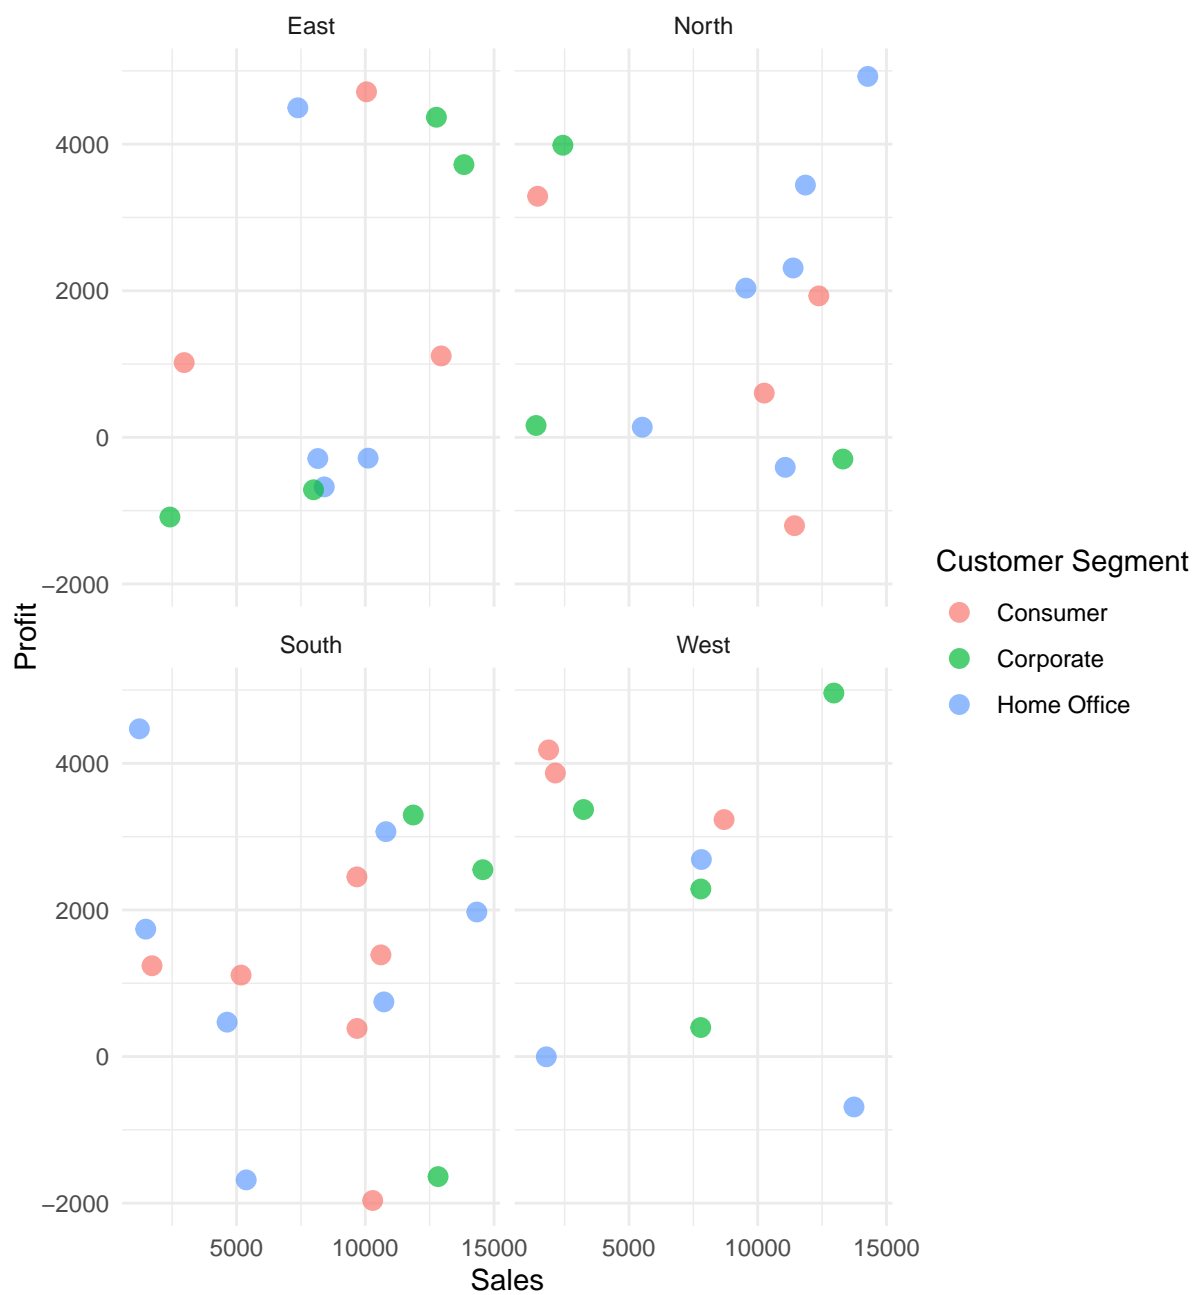 East
North
4000
2000
0
−2000
Customer Segment
Consumer
Corporate
Home Office
Profit
South
West
4000
2000
0
−2000
5000 10000 15000 5000 10000 15000
Sales